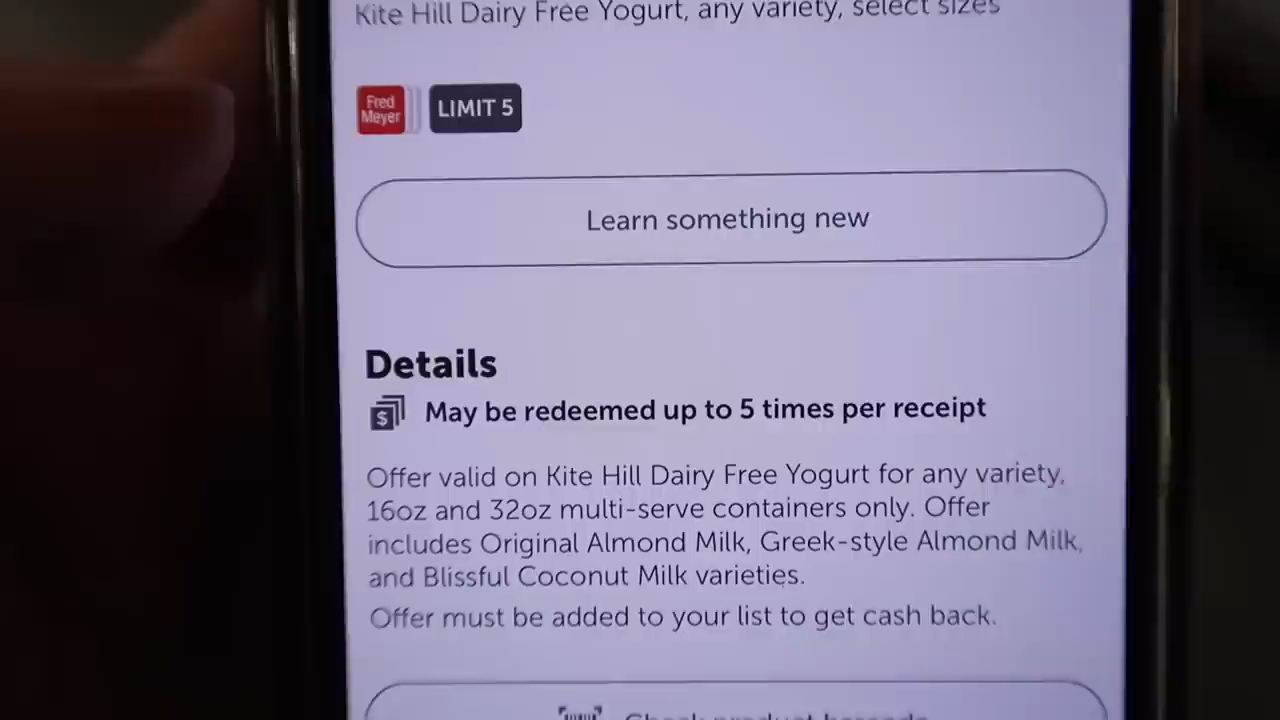 Kite Hill Dairy Free Yogurt, any variety, select sizes
Fred
Meyer
LIMIT 5
Learn something new
Details
$ May be redeemed up to 5 times per receipt
Offer valid on Kite Hill Dairy Free Yogurt for any variety,
16oz and 32oz multi-serve containers only. Offer
includes Original Almond Milk, Greek-style Almond Milk,
and Blissful Coconut Milk varieties.
Offer must be added to your list to get cash back.
Check product barcode